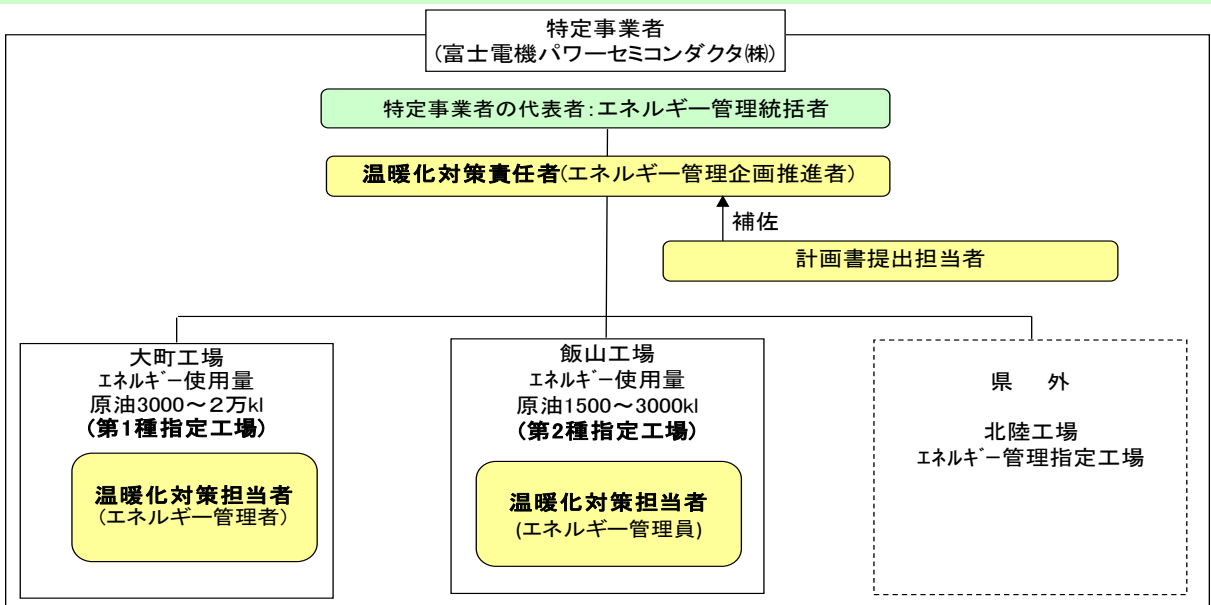 特定事業者
(富士電機パワーセミコンダクタ㈱)
特定事業者の代表者:エネルギー管理統括者
温暖化対策責任者(エネルギー管理企画推進者)
補佐
計画書提出担当者
大町工場
エネルギー使用量
原油3000～2万kl
(第1種指定工場)
温暖化対策担当者
(エネルギー管理者)
飯山工場
エネルギー使用量
原油1500～3000kl
(第2種指定工場)
温暖化対策担当者
(エネルギー管理員)
県　外
北陸工場
エネルギー管理指定工場